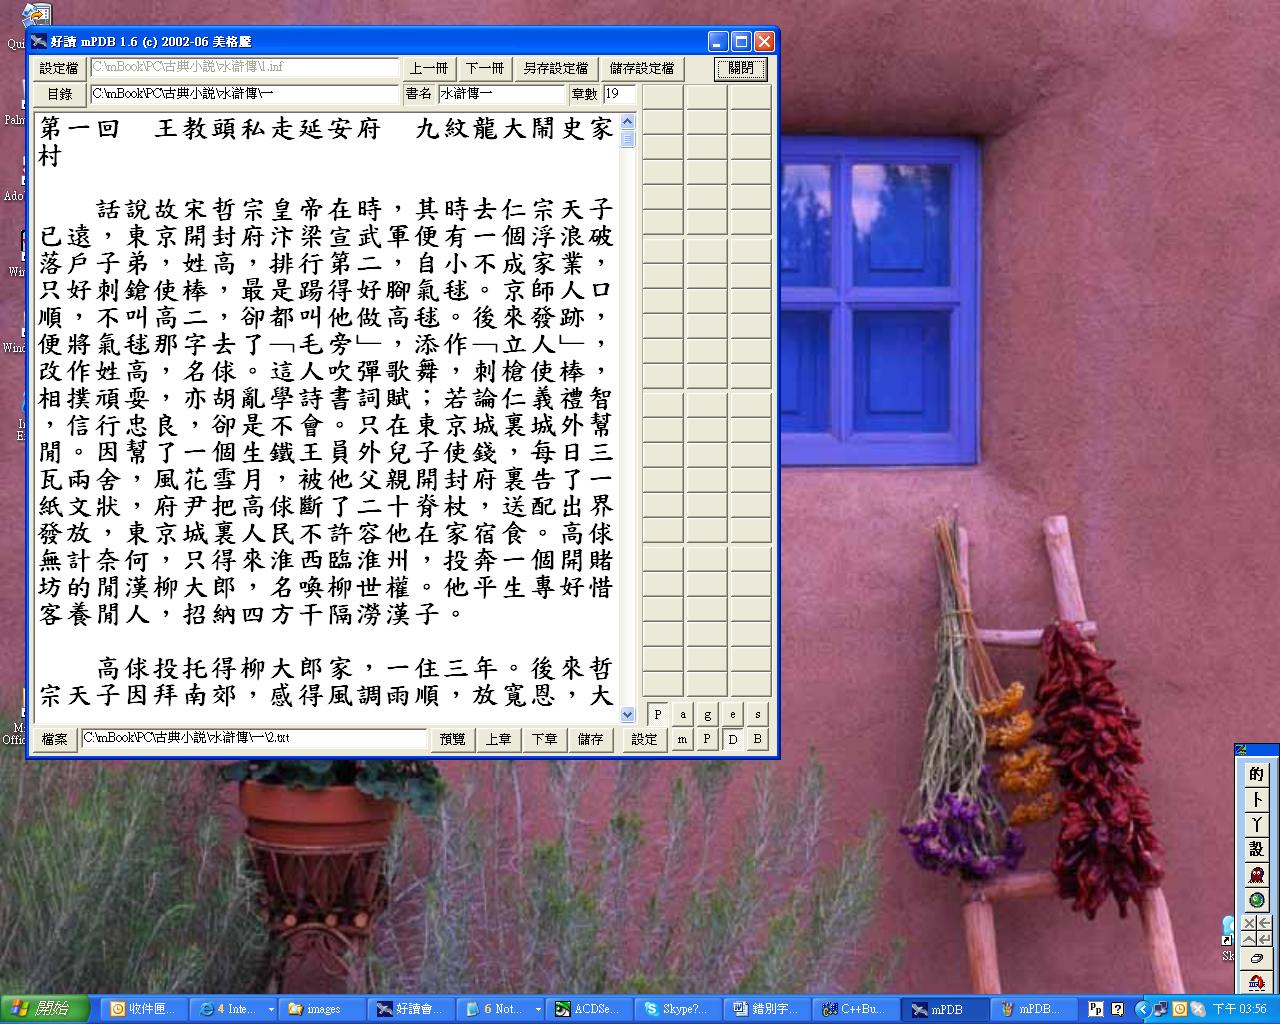 Qui
好讀 mPDB 1.6 (c) 2002-06 美格騰
設定檔 C:\mBook\PC\古典小說\水滸傳\1.inf 上一冊 下一冊 另存設定檔 儲存設定檔 關閉
目錄 C:\mBook\PC\古典小說\水滸傳\一 書名 水滸傳一 章數 19
第一回　王教頭私走延安府　九紋龍大鬧史家
村
話說故宋哲宗皇帝在時，其時去仁宗天子
已遠，東京開封府汴梁宣武軍便有一個浮浪破
落戶子弟，姓高，排行第二，自小不成家業，
只好刺鎗使棒，最是踢得好腳氣毬。京師人口
順，不叫高二，卻都叫他做高毬。後來發跡，
便將氣毬那字去了﹁毛旁﹂，添作﹁立人﹂，
改作姓高，名俅。這人吹彈歌舞，刺槍使棒，
相撲頑耍，亦胡亂學詩書詞賦；若論仁義禮智
，信行忠良，卻是不會。只在東京城裏城外幫
閒。因幫了一個生鐵王員外兒子使錢，每日三
瓦兩舍，風花雪月，被他父親開封府裏告了一
紙文狀，府尹把高俅斷了二十脊杖，送配出界
發放，東京城裏人民不許容他在家宿食。高俅
無計奈何，只得來淮西臨淮州，投奔一個開賭
坊的閒漢柳大郎，名喚柳世權。他平生專好惜
客養閒人，招納四方干隔澇漢子。
高俅投托得柳大郎家，一住三年。後來哲
宗天子因拜南郊，感得風調雨順，放寬恩，大
P a g e s
檔案 C:\mBook\PC\古典小說\水滸傳\一\2.txt 預覽 上章 下章 儲存 設定 m P D B
Palm
Ado
Win
Wind
In
E
M
Offic
的
卜
丫
設
Sk
開始 收件匣... 4 Inte... images 好讀會... 6 Not... ACDSe... Skype?... 錯別字... C++Bu... mPDB mPDB... 下午 03:56